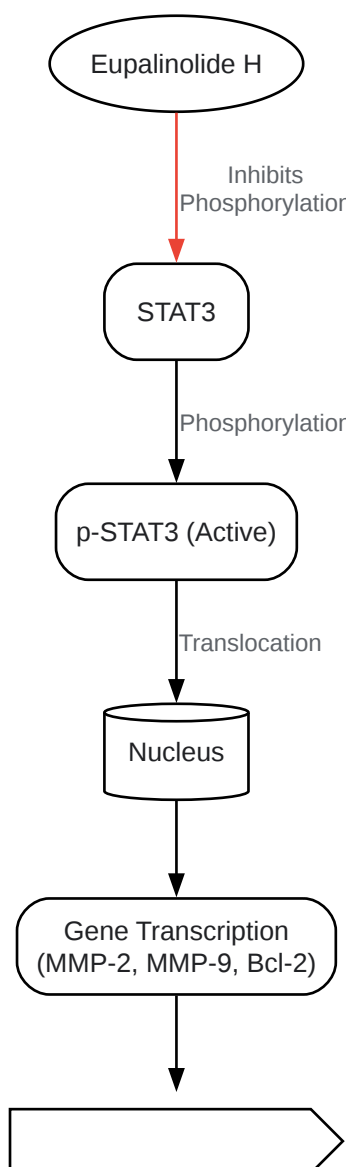 Eupalinolide H
Inhibits
Phosphorylation
STAT3
Phosphorylation
p-STAT3 (Active)
Translocation
Nucleus
Gene Transcription
(MMP-2, MMP-9, Bcl-2)